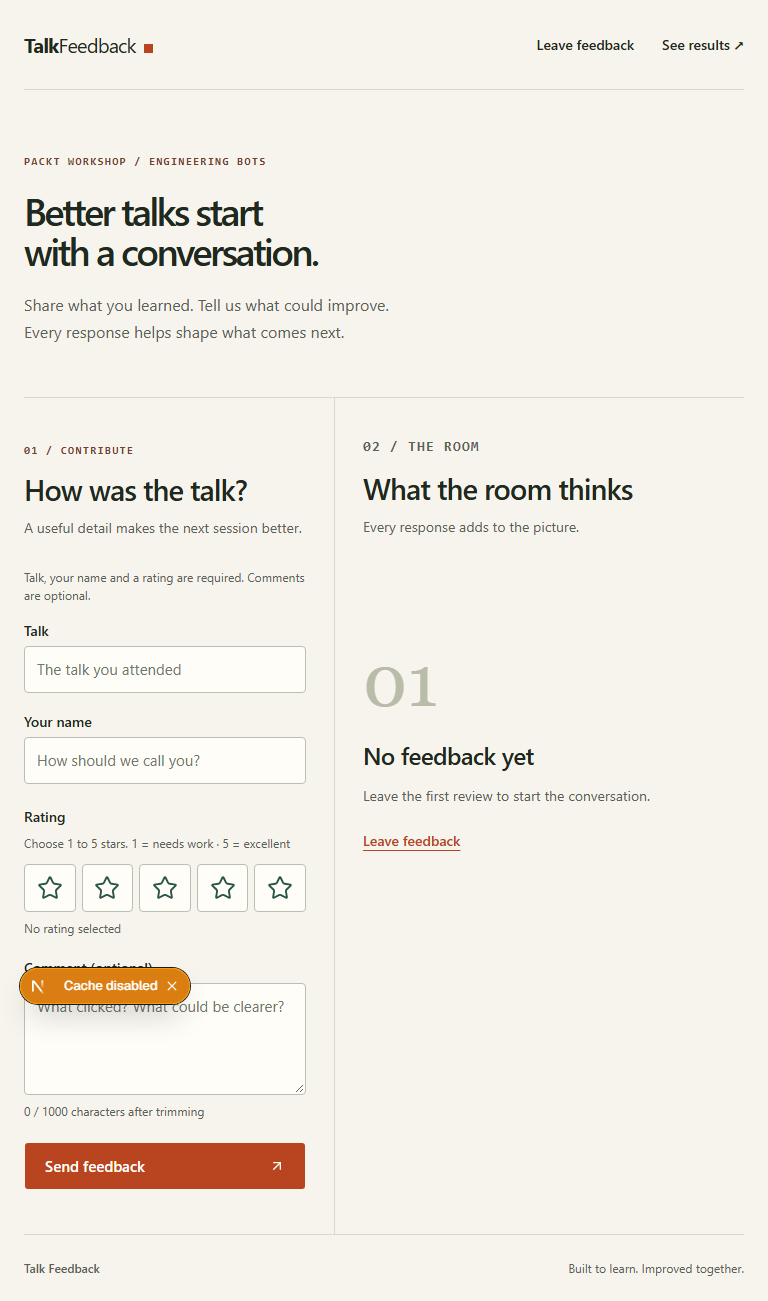 TalkFeedback
Leave feedback
See results ↗
PACKT WORKSHOP / ENGINEERING BOTS
Better talks start
with a conversation.
Share what you learned. Tell us what could improve.
Every response helps shape what comes next.
01 / CONTRIBUTE
How was the talk?
A useful detail makes the next session better.
Talk, your name and a rating are required. Comments
are optional.
Talk
The talk you attended
Your name
How should we call you?
Rating
Choose 1 to 5 stars. 1 = needs work · 5 = excellent
No rating selected
Comment (optional)
N Cache disabled
What clicked? What could be clearer?
0 / 1000 characters after trimming
Send feedback
02 / THE ROOM
What the room thinks
Every response adds to the picture.
01
No feedback yet
Leave the first review to start the conversation.
Leave feedback
Talk Feedback
Built to learn. Improved together.